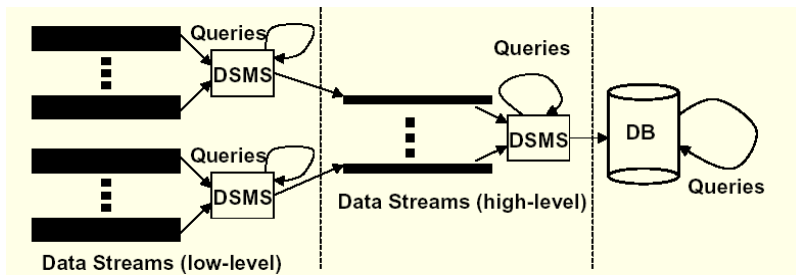 Queries
DSMS
Queries
DSMS
Data Streams (low-level)
Queries
DSMS
Data Streams (high-level)
DB
Queries